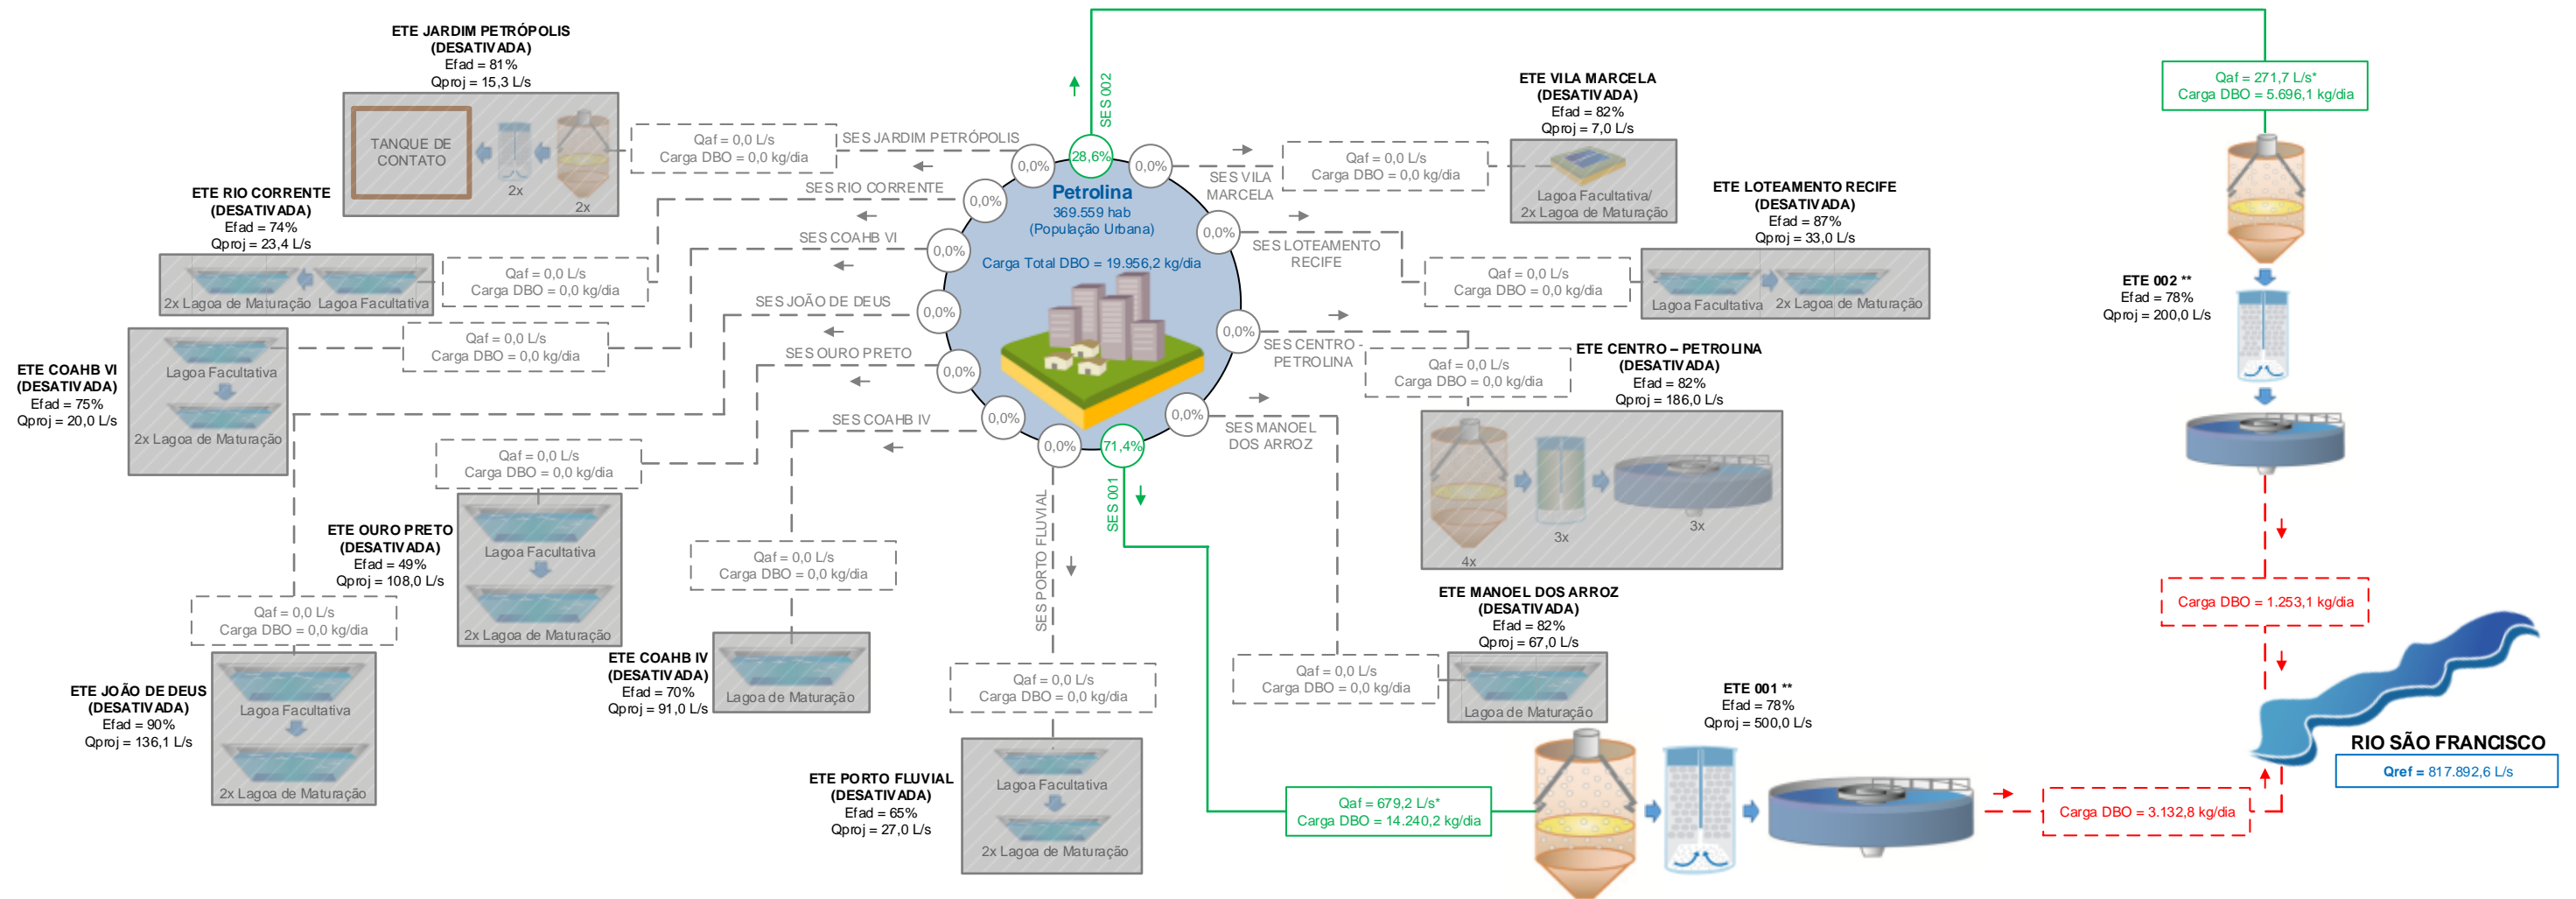 ETE JARDIM PETRÓPOLIS
(DESATIVADA)
Efad = 81%
Qproj = 15,3 L/s
TANQUE DE
CONTATO
2x
2x
Qaf = 0,0 L/s
Carga DBO = 0,0 kg/dia
SES JARDIM PETRÓPOLIS
0,0%
ETE RIO CORRENTE
(DESATIVADA)
Efad = 74%
Qproj = 23,4 L/s
2x Lagoa de Maturação
Lagoa Facultativa
Qaf = 0,0 L/s
Carga DBO = 0,0 kg/dia
SES RIO CORRENTE
0,0%
ETE COAHB VI
(DESATIVADA)
Efad = 75%
Qproj = 20,0 L/s
Lagoa Facultativa
2x Lagoa de Maturação
Qaf = 0,0 L/s
Carga DBO = 0,0 kg/dia
SES COAHB VI
0,0%
ETE JOÃO DE DEUS
(DESATIVADA)
Efad = 90%
Qproj = 136,1 L/s
Qaf = 0,0 L/s
Carga DBO = 0,0 kg/dia
Lagoa Facultativa
2x Lagoa de Maturação
SES JOÃO DE DEUS
0,0%
ETE OURO PRETO
(DESATIVADA)
Efad = 49%
Qproj = 108,0 L/s
Qaf = 0,0 L/s
Carga DBO = 0,0 kg/dia
Lagoa Facultativa
2x Lagoa de Maturação
SES OURO PRETO
0,0%
ETE COAHB IV
(DESATIVADA)
Efad = 70%
Qproj = 91,0 L/s
Qaf = 0,0 L/s
Carga DBO = 0,0 kg/dia
Lagoa de Maturação
SES COAHB IV
0,0%
ETE PORTO FLUVIAL
(DESATIVADA)
Efad = 65%
Qproj = 27,0 L/s
Qaf = 0,0 L/s
Carga DBO = 0,0 kg/dia
Lagoa Facultativa
2x Lagoa de Maturação
SES PORTO FLUVIAL
0,0%
Petrolina
369.559 hab
(População Urbana)
Carga Total DBO = 19.956,2 kg/dia
SES 002
28,6%
SES 001
71,4%
0,0%
SES VILA
MARCELA
Qaf = 0,0 L/s
Carga DBO = 0,0 kg/dia
ETE VILA MARCELA
(DESATIVADA)
Efad = 82%
Qproj = 7,0 L/s
Lagoa Facultativa/
2x Lagoa de Maturação
0,0%
SES LOTEAMENTO
RECIFE
Qaf = 0,0 L/s
Carga DBO = 0,0 kg/dia
ETE LOTEAMENTO RECIFE
(DESATIVADA)
Efad = 87%
Qproj = 33,0 L/s
Lagoa Facultativa
2x Lagoa de Maturação
0,0%
SES CENTRO -
PETROLINA
Qaf = 0,0 L/s
Carga DBO = 0,0 kg/dia
ETE CENTRO – PETROLINA
(DESATIVADA)
Efad = 82%
Qproj = 186,0 L/s
4x
3x
3x
0,0%
SES MANOEL
DOS ARROZ
Qaf = 0,0 L/s
Carga DBO = 0,0 kg/dia
ETE MANOEL DOS ARROZ
(DESATIVADA)
Efad = 82%
Qproj = 67,0 L/s
Lagoa de Maturação
Qaf = 679,2 L/s*
Carga DBO = 14.240,2 kg/dia
ETE 001 **
Efad = 78%
Qproj = 500,0 L/s
Carga DBO = 3.132,8 kg/dia
Qaf = 271,7 L/s*
Carga DBO = 5.696,1 kg/dia
ETE 002 **
Efad = 78%
Qproj = 200,0 L/s
Carga DBO = 1.253,1 kg/dia
RIO SÃO FRANCISCO
Qref = 817.892,6 L/s